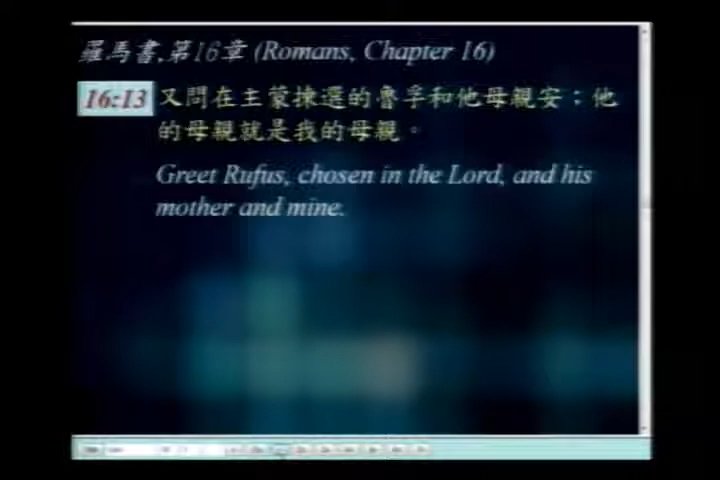 羅馬書,第16章 (Romans, Chapter 16)
16:13 又問在主蒙揀選的魯孚和他母親安；他
的母親就是我的母親。
Greet Rufus, chosen in the Lord, and his
mother and mine.